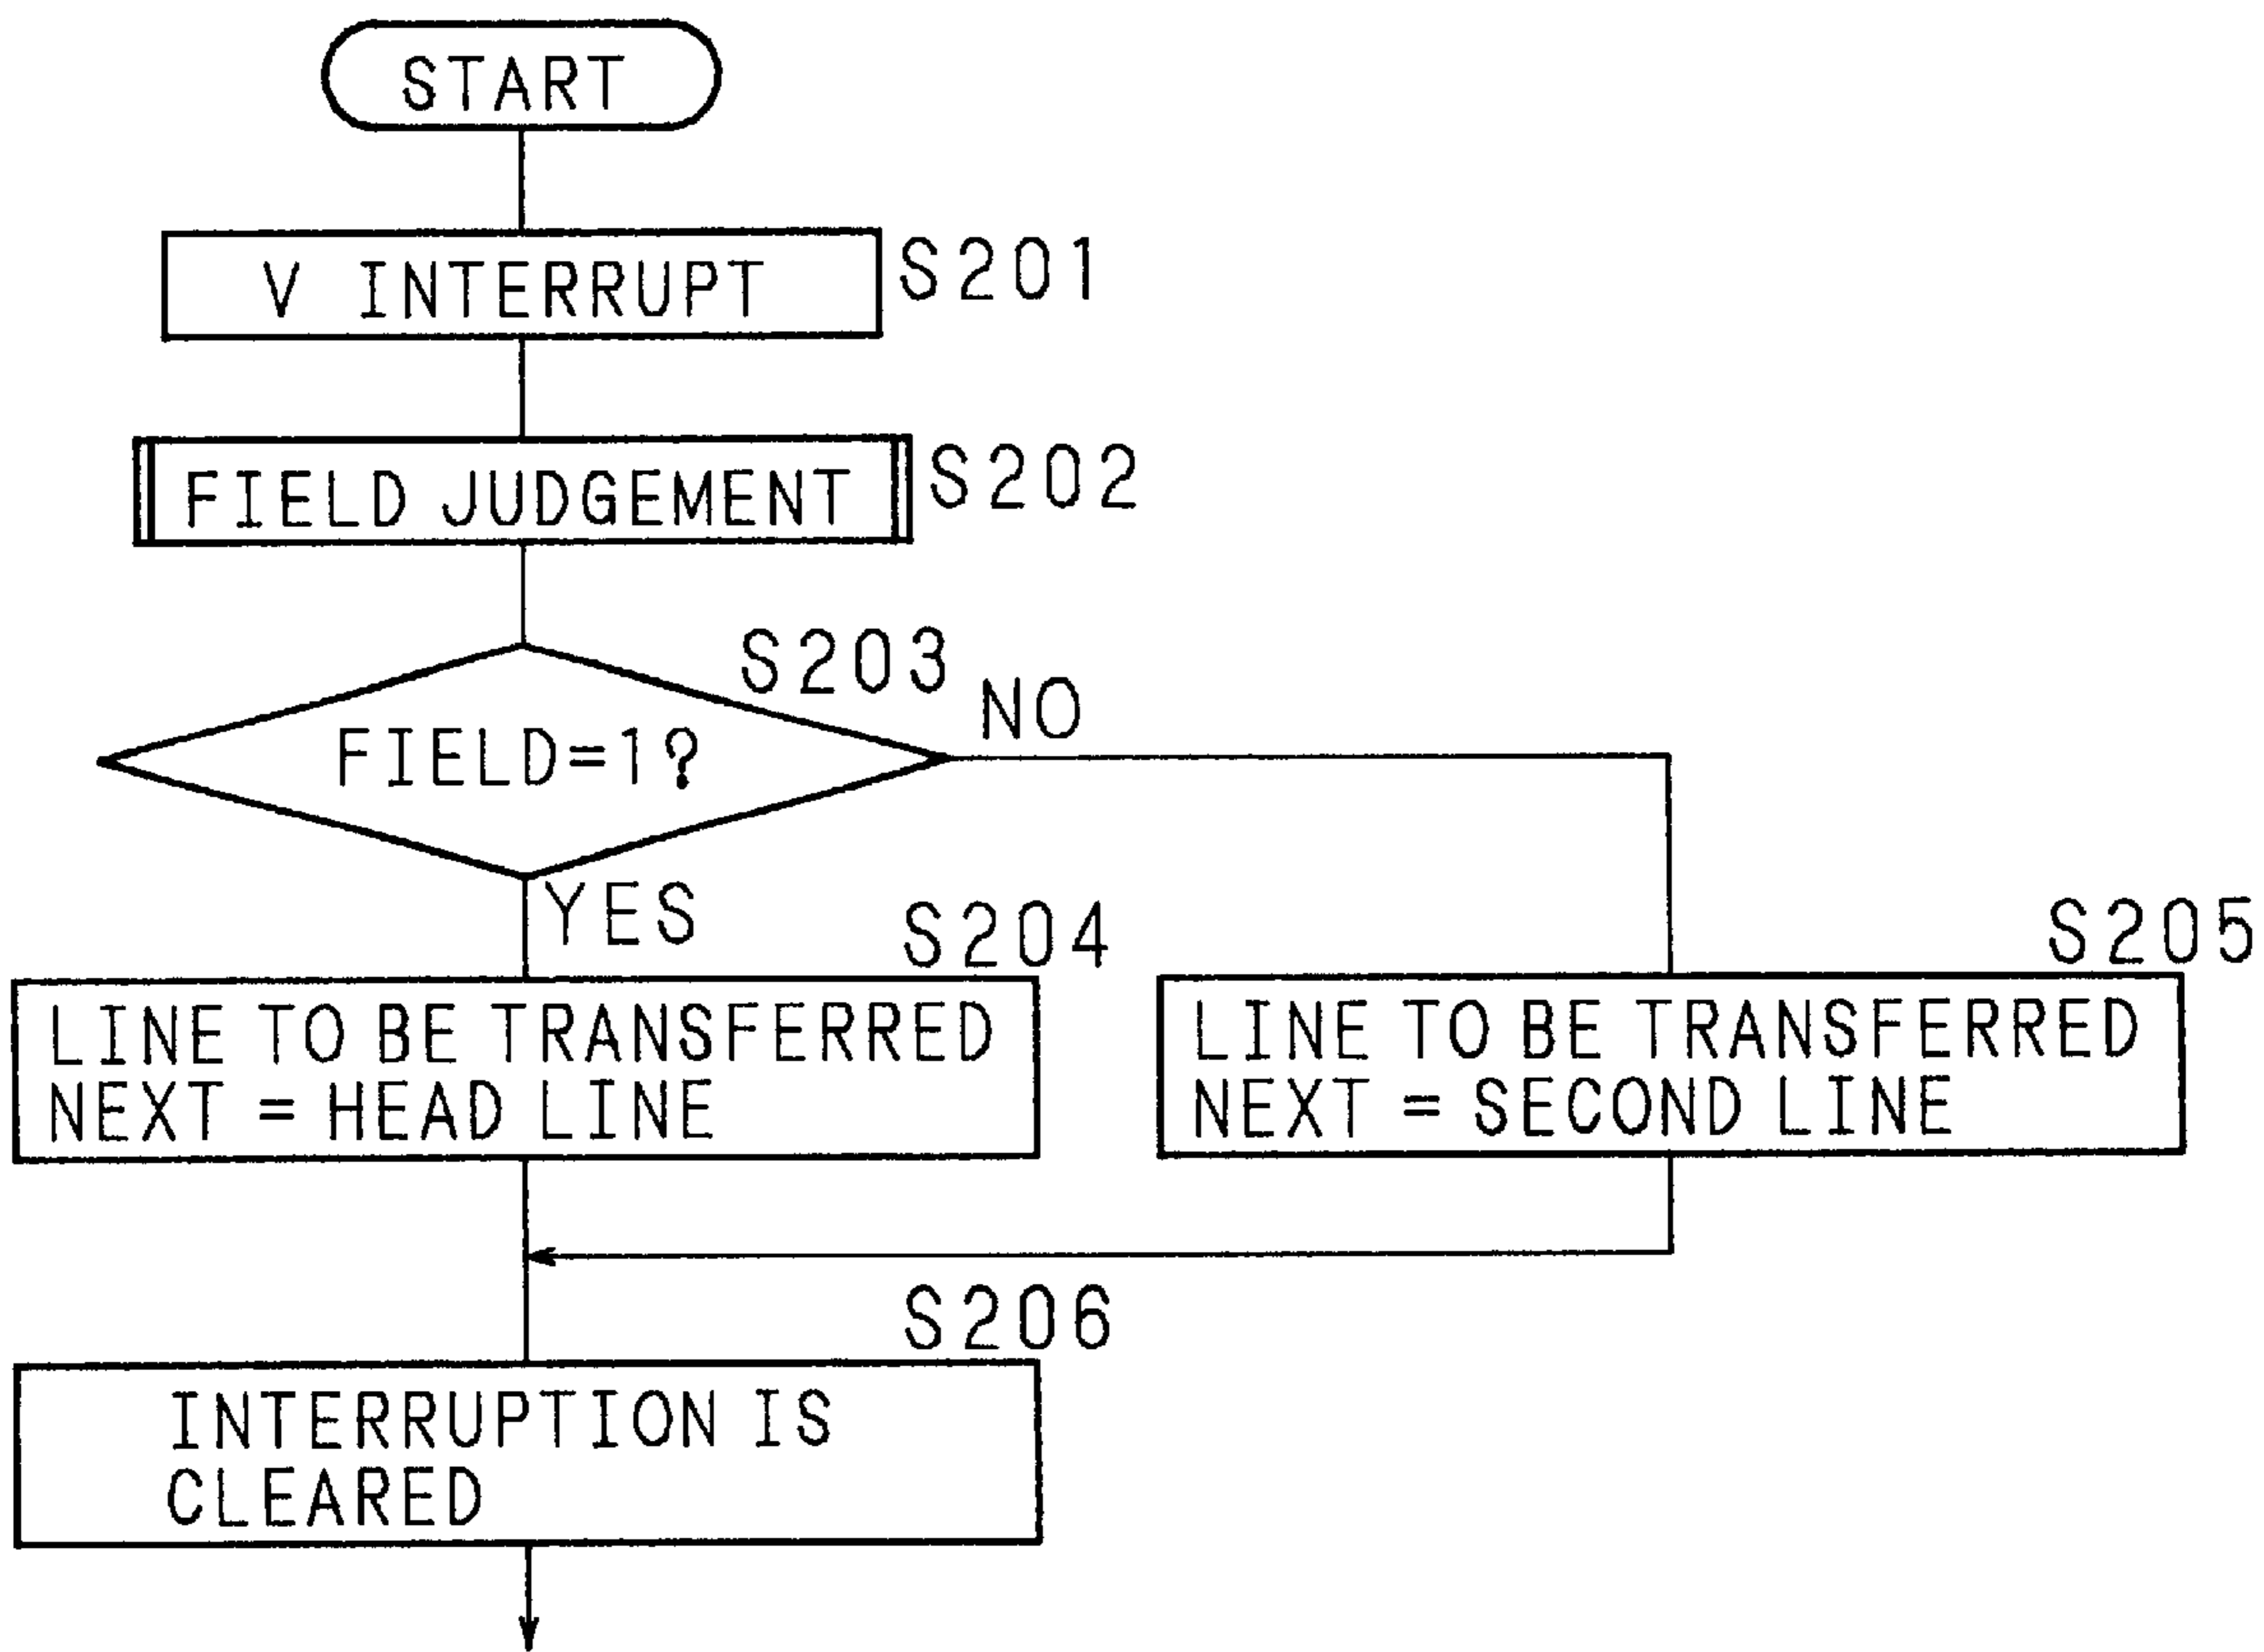 START
V INTERRUPT
S201
FIELD JUDGEMENT
S202
S203
FIELD=1?
NO
YES
S204
LINE TO BE TRANSFERRED
NEXT = HEAD LINE
S205
LINE TO BE TRANSFERRED
NEXT = SECOND LINE
S206
INTERRUPTION IS
CLEARED